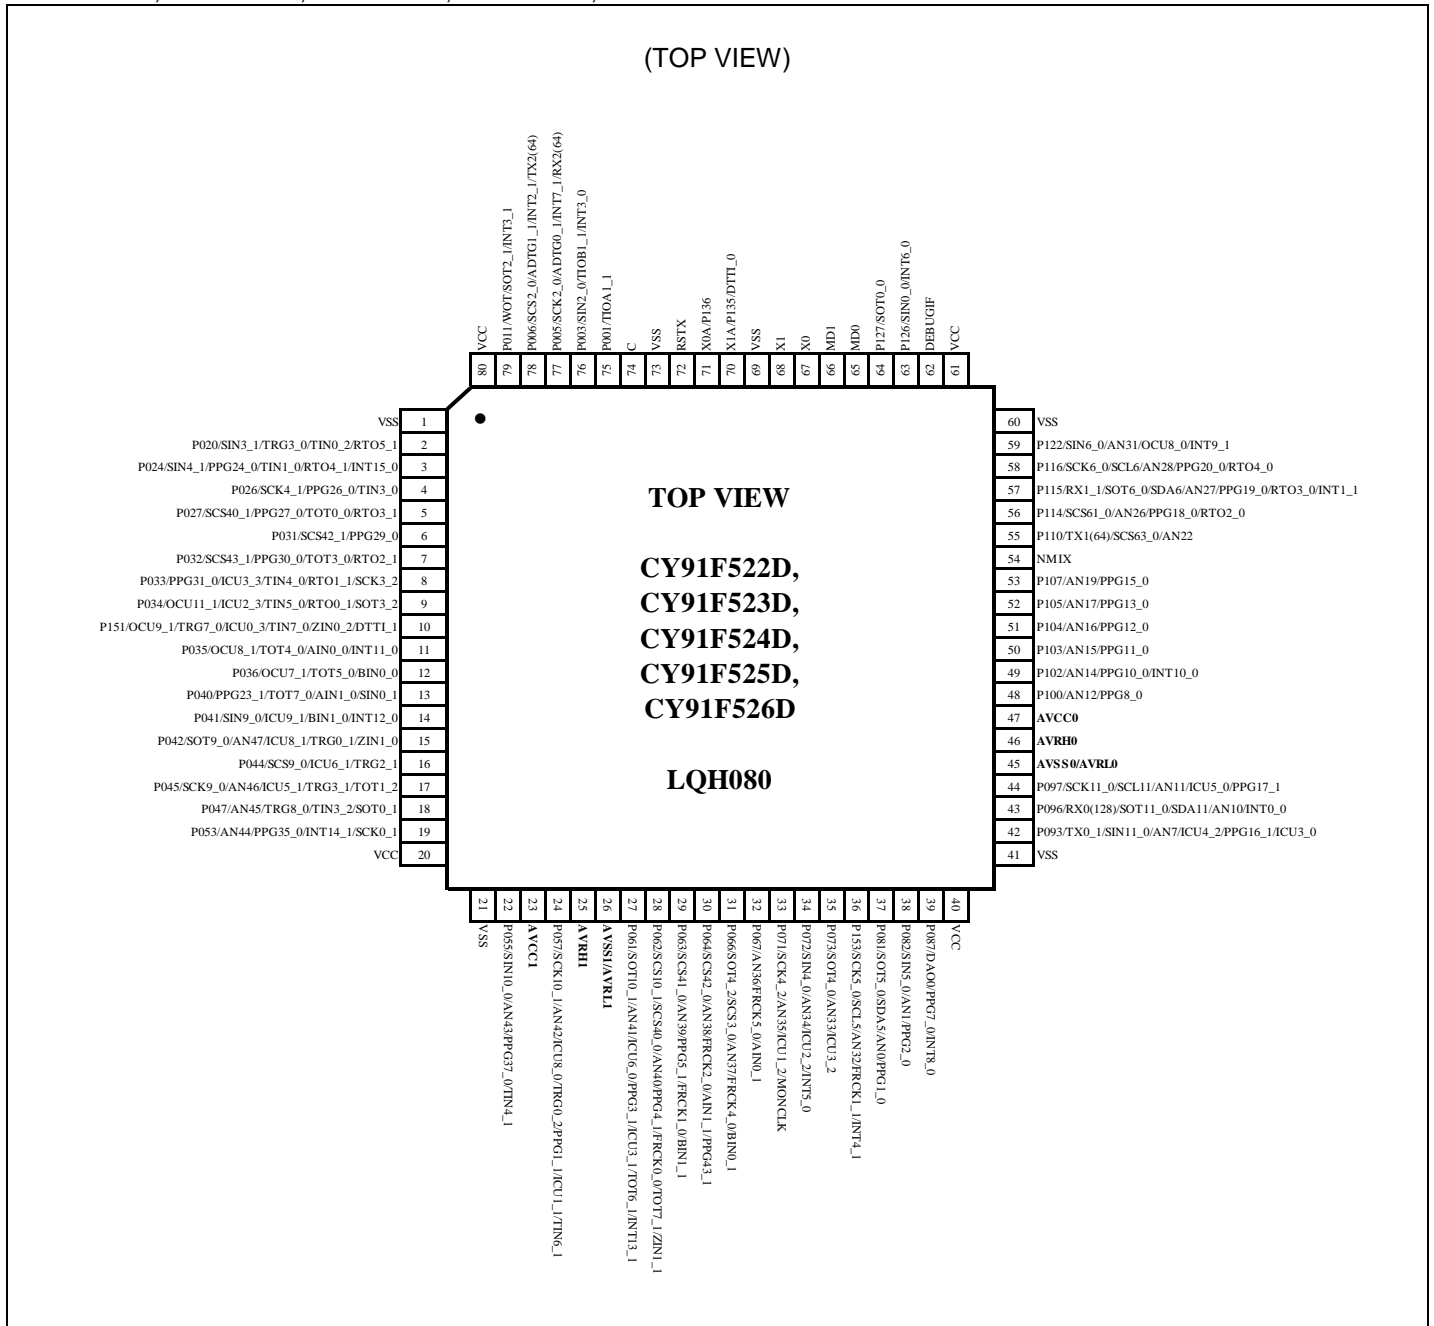 (TOP VIEW)
P011/WOT/SOT2_1/INT3_1
P006/SCS2_0/ADTG1_1/INT2_1/TX2(64)
P005/SCK2_0/ADTG0_1/INT7_1/RX2(64)
P003/SIN2_0/TIOB1_1/INT3_0
P001/TIOA1_1
C
VSS
RSTX
X0A/P136
X1A/P135/DTTI_0
VSS
X1
X0
MD1
MD0
P127/SOT0_0
P126/SIN0_0/INT6_0
DEBUGIF
VCC
VCC
80 79 78 77 76 75 74 73 72 71 70 69 68 67 66 65 64 63 62 61
VSS 1
P020/SIN3_1/TRG3_0/TIN0_2/RTO5_1 2
P024/SIN4_1/PPG24_0/TIN1_0/RTO4_1/INT15_0 3
P026/SCK4_1/PPG26_0/TIN3_0 4
P027/SCS40_1/PPG27_0/TOT0_0/RTO3_1 5
P031/SCS42_1/PPG29_0 6
P032/SCS43_1/PPG30_0/TOT3_0/RTO2_1 7
P033/PPG31_0/ICU3_3/TIN4_0/RTO1_1/SCK3_2 8
P034/OCU11_1/ICU2_3/TIN5_0/RTO0_1/SOT3_2 9
P151/OCU9_1/TRG7_0/ICU0_3/TIN7_0/ZIN0_2/DTTI_1 10
P035/OCU8_1/TOT4_0/AIN0_0/INT11_0 11
P036/OCU7_1/TOT5_0/BIN0_0 12
P040/PPG23_1/TOT7_0/AIN1_0/SIN0_1 13
P041/SIN9_0/ICU9_1/BIN1_0/INT12_0 14
P042/SOT9_0/AN47/ICU8_1/TRG0_1/ZIN1_0 15
P044/SCS9_0/ICU6_1/TRG2_1 16
P045/SCK9_0/AN46/ICU5_1/TRG3_1/TOT1_2 17
P047/AN45/TRG8_0/TIN3_2/SOT0_1 18
P053/AN44/PPG35_0/INT14_1/SCK0_1 19
VCC 20
TOP VIEW
CY91F522D,
CY91F523D,
CY91F524D,
CY91F525D,
CY91F526D
LQH080
60 VSS
59 P122/SIN6_0/AN31/OCU8_0/INT9_1
58 P116/SCK6_0/SCL6/AN28/PPG20_0/RTO4_0
57 P115/RX1_1/SOT6_0/SDA6/AN27/PPG19_0/RTO3_0/INT1_1
56 P114/SCS61_0/AN26/PPG18_0/RTO2_0
55 P110/TX1(64)/SCS63_0/AN22
54 NMIX
53 P107/AN19/PPG15_0
52 P105/AN17/PPG13_0
51 P104/AN16/PPG12_0
50 P103/AN15/PPG11_0
49 P102/AN14/PPG10_0/INT10_0
48 P100/AN12/PPG8_0
47 AVCC0
46 AVRH0
45 AVSS0/AVRL0
44 P097/SCK11_0/SCL11/AN11/ICU5_0/PPG17_1
43 P096/RX0(128)/SOT11_0/SDA11/AN10/INT0_0
42 P093/TX0_1/SIN11_0/AN7/ICU4_2/PPG16_1/ICU3_0
41 VSS
21 22 23 24 25 26 27 28 29 30 31 32 33 34 35 36 37 38 39 40
VSS
P055/SIN10_0/AN43/PPG37_0/TIN4_1
AVCC1
P057/SCK10_1/AN42/ICU8_0/TRG0_2/PPG1_1/ICU1_1/TIN6_1
AVRH1
AVSS1/AVRL1
P061/SOT10_1/AN41/ICU6_0/PPG3_1/ICU3_1/TOT6_1/INT13_1
P062/SCS10_1/SCS40_0/AN40/PPG4_1/FRCK0_0/TOT7_1/ZIN1_1
P063/SCS41_0/AN39/PPG5_1/FRCK1_0/BIN1_1
P064/SCS42_0/AN38/FRCK2_0/AIN1_1/PPG43_1
P066/SOT4_2/SCS3_0/AN37/FRCK4_0/BIN0_1
P067/AN36/FRCK5_0/AIN0_1
P071/SCK4_2/AN35/ICU1_2/MONCLK
P072/SIN4_0/AN34/ICU2_2/INT5_0
P073/SOT4_0/AN33/ICU3_2
P153/SCK5_0/SCL5/AN32/FRCK1_1/INT4_1
P081/SOT5_0/SDA5/AN0/PPG1_0
P082/SIN5_0/AN1/PPG2_0
P087/DAO0/PPG7_0/INT8_0
VCC